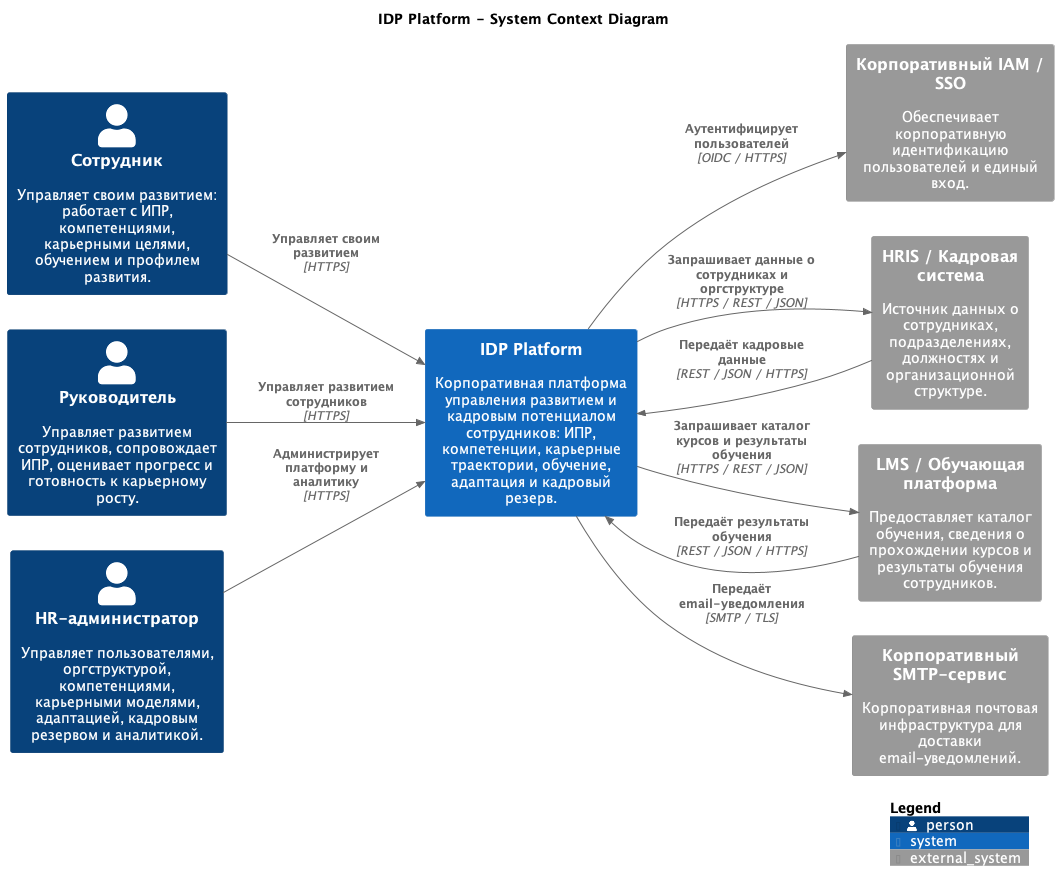 IDP Platform - System Context Diagram
Сотрудник
Управляет своим развитием:
работает с ИПР,
компетенциями,
карьерными целями,
обучением и профилем
развития.
Руководитель
Управляет развитием
сотрудников, сопровождает
ИПР, оценивает прогресс и
готовность к карьерному
росту.
HR-администратор
Управляет пользователями,
оргструктурой,
компетенциями,
карьерными моделями,
адаптацией, кадровым
резервом и аналитикой.
Управляет своим
развитием
[HTTPS]
Управляет развитием
сотрудников
[HTTPS]
Администрирует
платформу и
аналитику
[HTTPS]
IDP Platform
Корпоративная платформа
управления развитием и
кадровым потенциалом
сотрудников: ИПР,
компетенции, карьерные
траектории, обучение,
адаптация и кадровый
резерв.
Аутентифицирует
пользователей
[OIDC / HTTPS]
Запрашивает данные о
сотрудниках и
оргструктуре
[HTTPS / REST / JSON]
Передаёт кадровые
данные
[REST / JSON / HTTPS]
Запрашивает каталог
курсов и результаты
обучения
[HTTPS / REST / JSON]
Передаёт результаты
обучения
[REST / JSON / HTTPS]
Передаёт
email-уведомления
[SMTP / TLS]
Корпоративный IAM /
SSO
Обеспечивает
корпоративную
идентификацию
пользователей и единый
вход.
HRIS / Кадровая
система
Источник данных о
сотрудниках,
подразделениях,
должностях и
организационной
структуре.
LMS / Обучающая
платформа
Предоставляет каталог
обучения, сведения о
прохождении курсов и
результаты обучения
сотрудников.
Корпоративный
SMTP-сервис
Корпоративная почтовая
инфраструктура для
доставки
email-уведомлений.
Legend
person
system
external_system